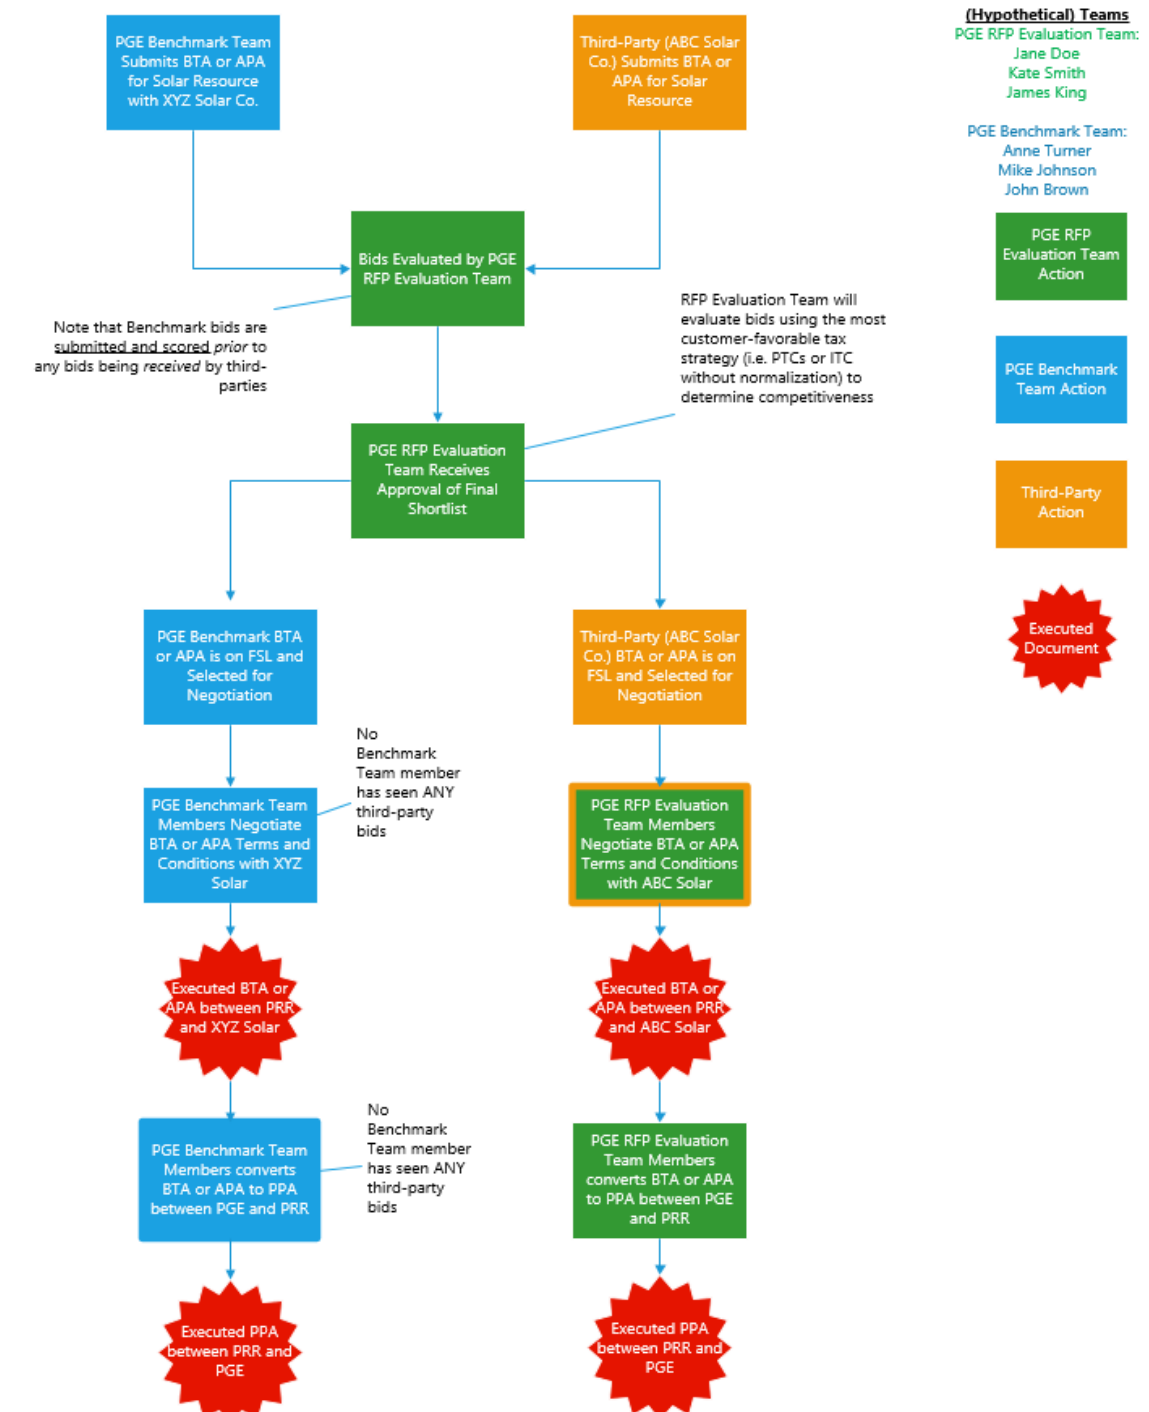 PGE Benchmark Team
Submits BTA or APA
for Solar Resource
with XYZ Solar Co.
Third-Party (ABC Solar
Co.) Submits BTA or
APA for Solar
Resource
(Hypothetical) Teams
PGE RFP Evaluation Team:
Jane Doe
Kate Smith
James King
PGE Benchmark Team:
Anne Turner
Mike Johnson
John Brown
PGE RFP
Evaluation Team
Action
PGE Benchmark
Team Action
Third-Party
Action
Executed
Document
Bids Evaluated by PGE
RFP Evaluation Team
Note that Benchmark bids are
submitted and scored prior to
any bids being received by third-
parties
RFP Evaluation Team will
evaluate bids using the most
customer-favorable tax
strategy (i.e. PTCs or ITC
without normalization) to
determine competitiveness
PGE RFP Evaluation
Team Receives
Approval of Final
Shortlist
PGE Benchmark BTA
or APA is on FSL and
Selected for
Negotiation
Third-Party (ABC Solar
Co.) BTA or APA is on
FSL and Selected for
Negotiation
No
Benchmark
Team member
has seen ANY
third-party
bids
PGE Benchmark Team
Members Negotiate
BTA or APA Terms and
Conditions with XYZ
Solar
PGE RFP Evaluation
Team Members
Negotiate BTA or APA
Terms and Conditions
with ABC Solar
Executed BTA or
APA between PRR
and XYZ Solar
Executed BTA or
APA between PRR
and ABC Solar
No
Benchmark
Team member
has seen ANY
third-party
bids
PGE Benchmark Team
Members converts
BTA or APA to PPA
between PGE and PRR
PGE RFP Evaluation
Team Members
converts BTA or APA
to PPA between PGE
and PRR
Executed PPA
between PRR and
PGE
Executed PPA
between PRR and
PGE